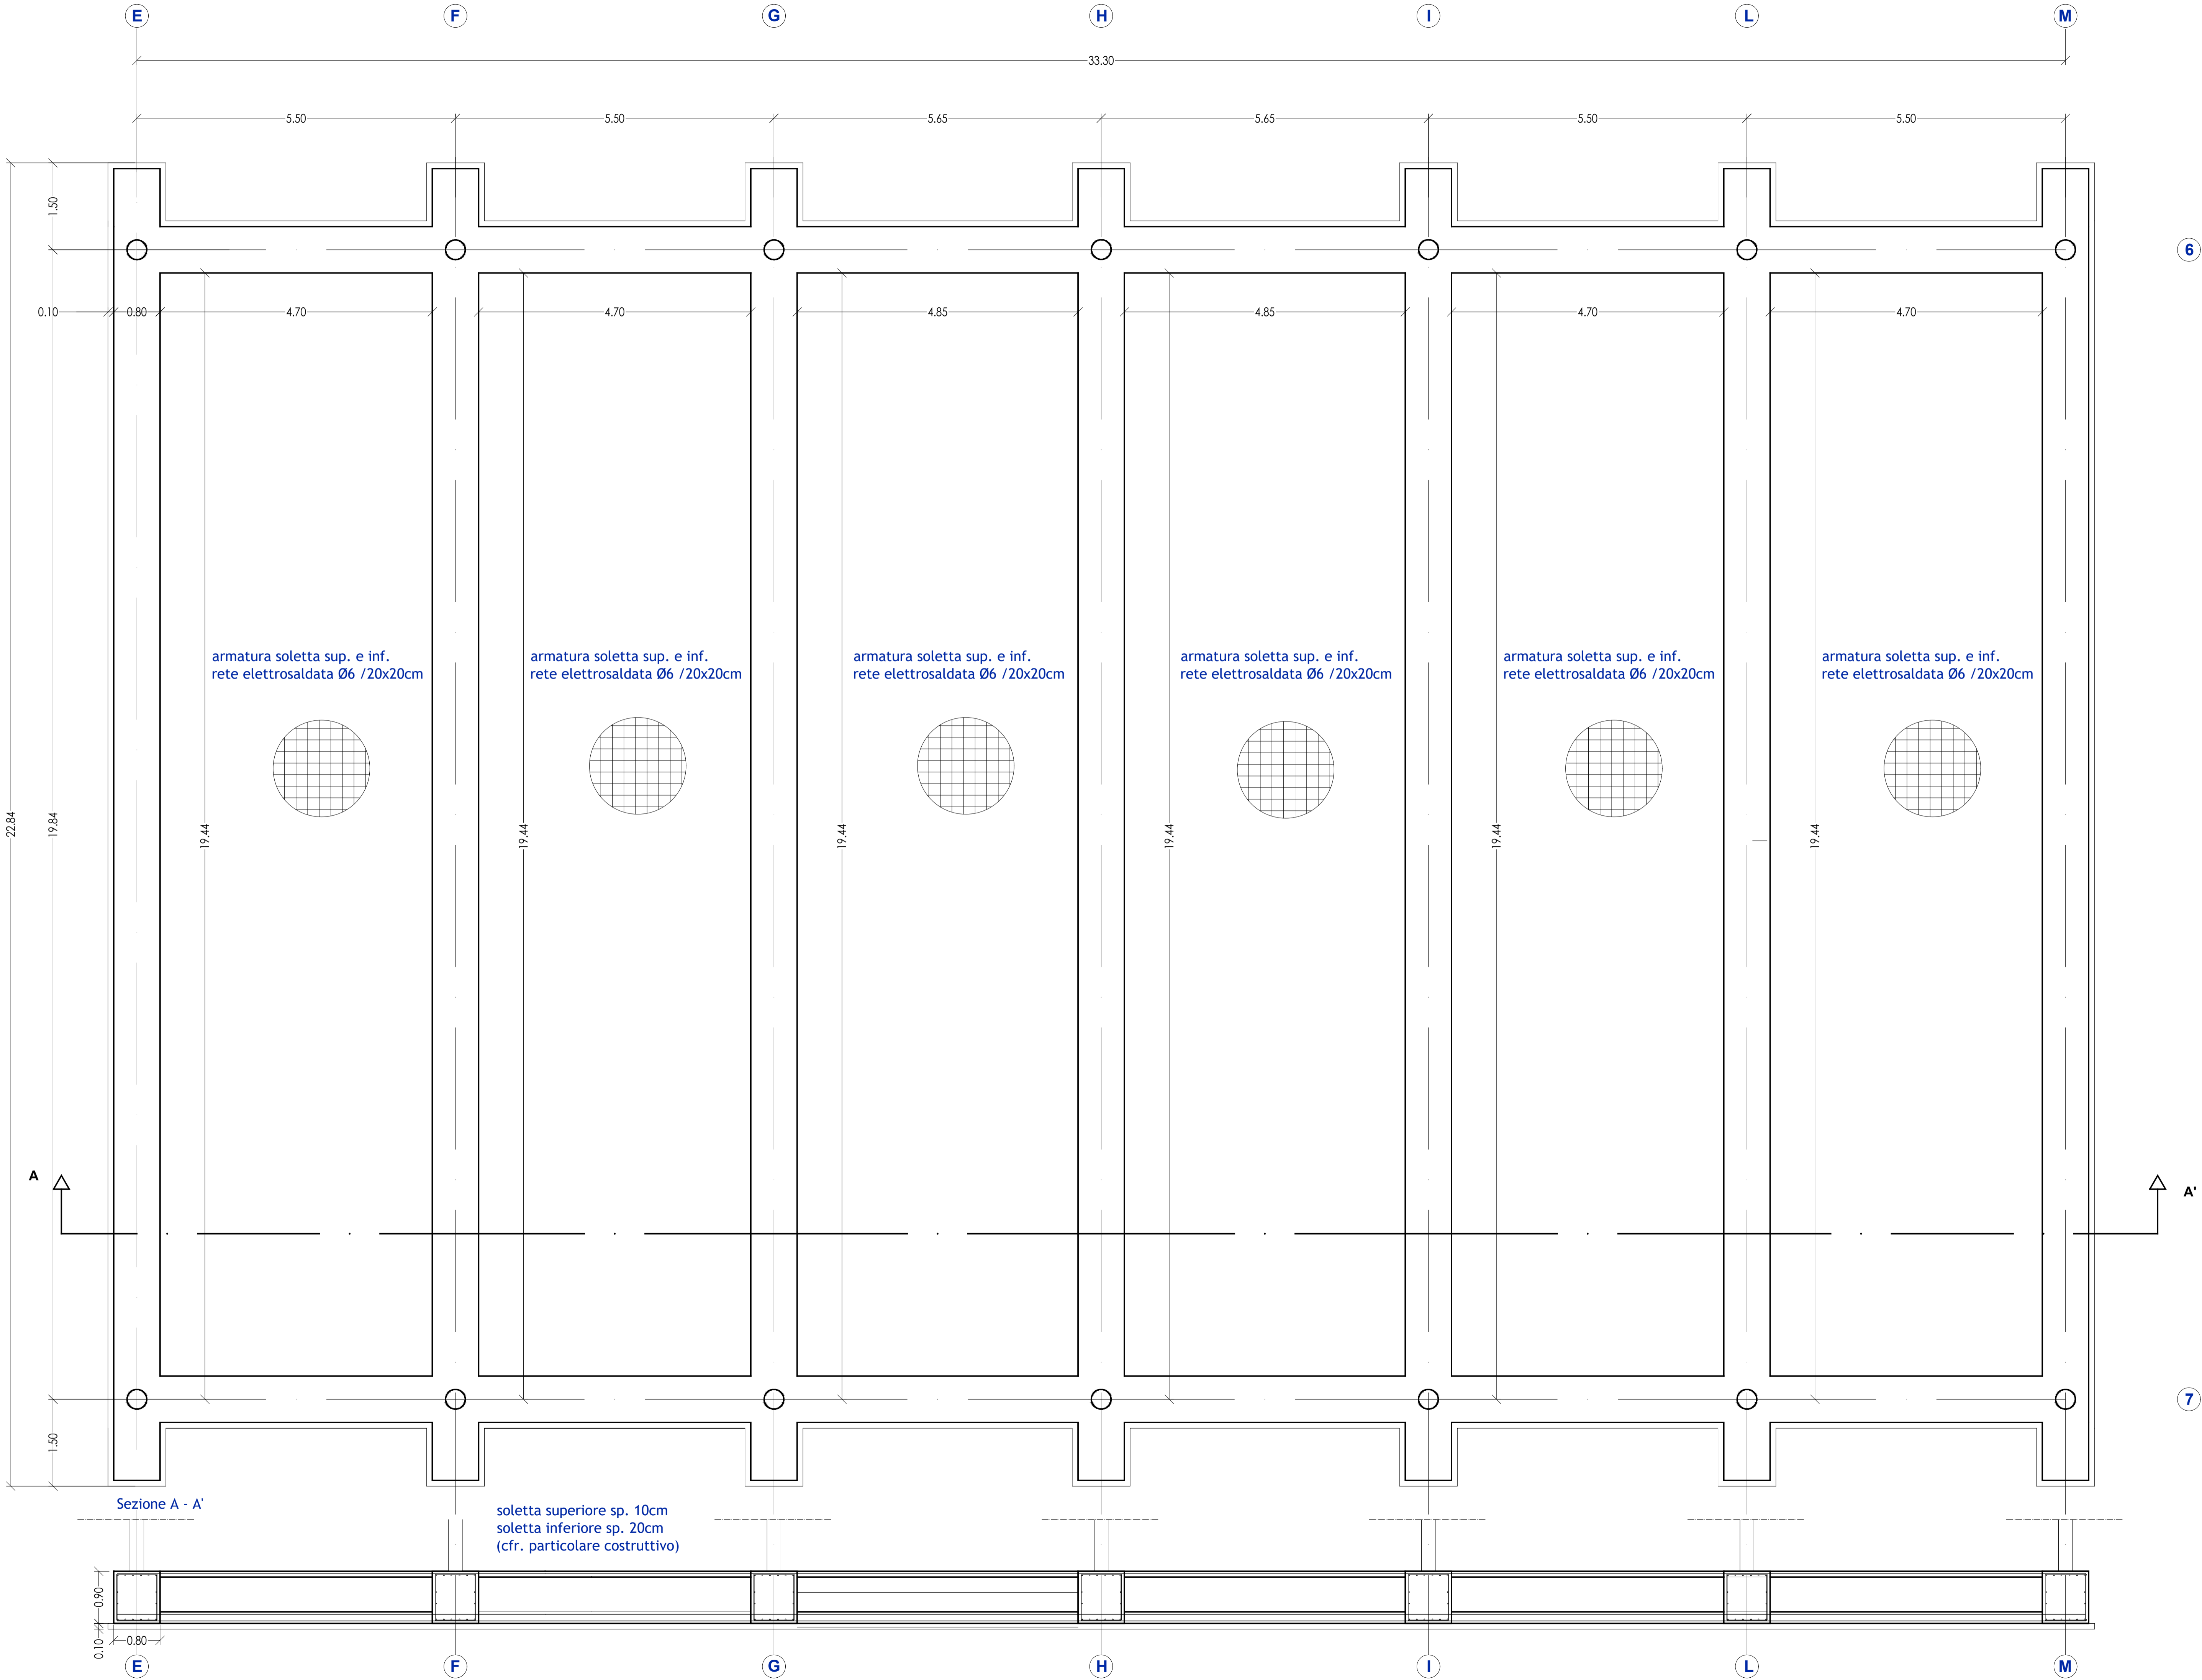 E F G H I L M
33.30
5.50 5.50 5.65 5.65 5.50 5.50
1.50
6
0.10 0.80 4.70 4.70 4.85 4.85 4.70 4.70
armatura soletta sup. e inf.
rete elettrosaldata Ø6 /20x20cm
armatura soletta sup. e inf.
rete elettrosaldata Ø6 /20x20cm
armatura soletta sup. e inf.
rete elettrosaldata Ø6 /20x20cm
armatura soletta sup. e inf.
rete elettrosaldata Ø6 /20x20cm
armatura soletta sup. e inf.
rete elettrosaldata Ø6 /20x20cm
armatura soletta sup. e inf.
rete elettrosaldata Ø6 /20x20cm
22.84 19.84 19.44 19.44 19.44 19.44 19.44 19.44
A A'
7
1.50
Sezione A - A'
soletta superiore sp. 10cm
soletta inferiore sp. 20cm
(cfr. particolare costruttivo)
0.90
0.10 0.80
E F G H I L M